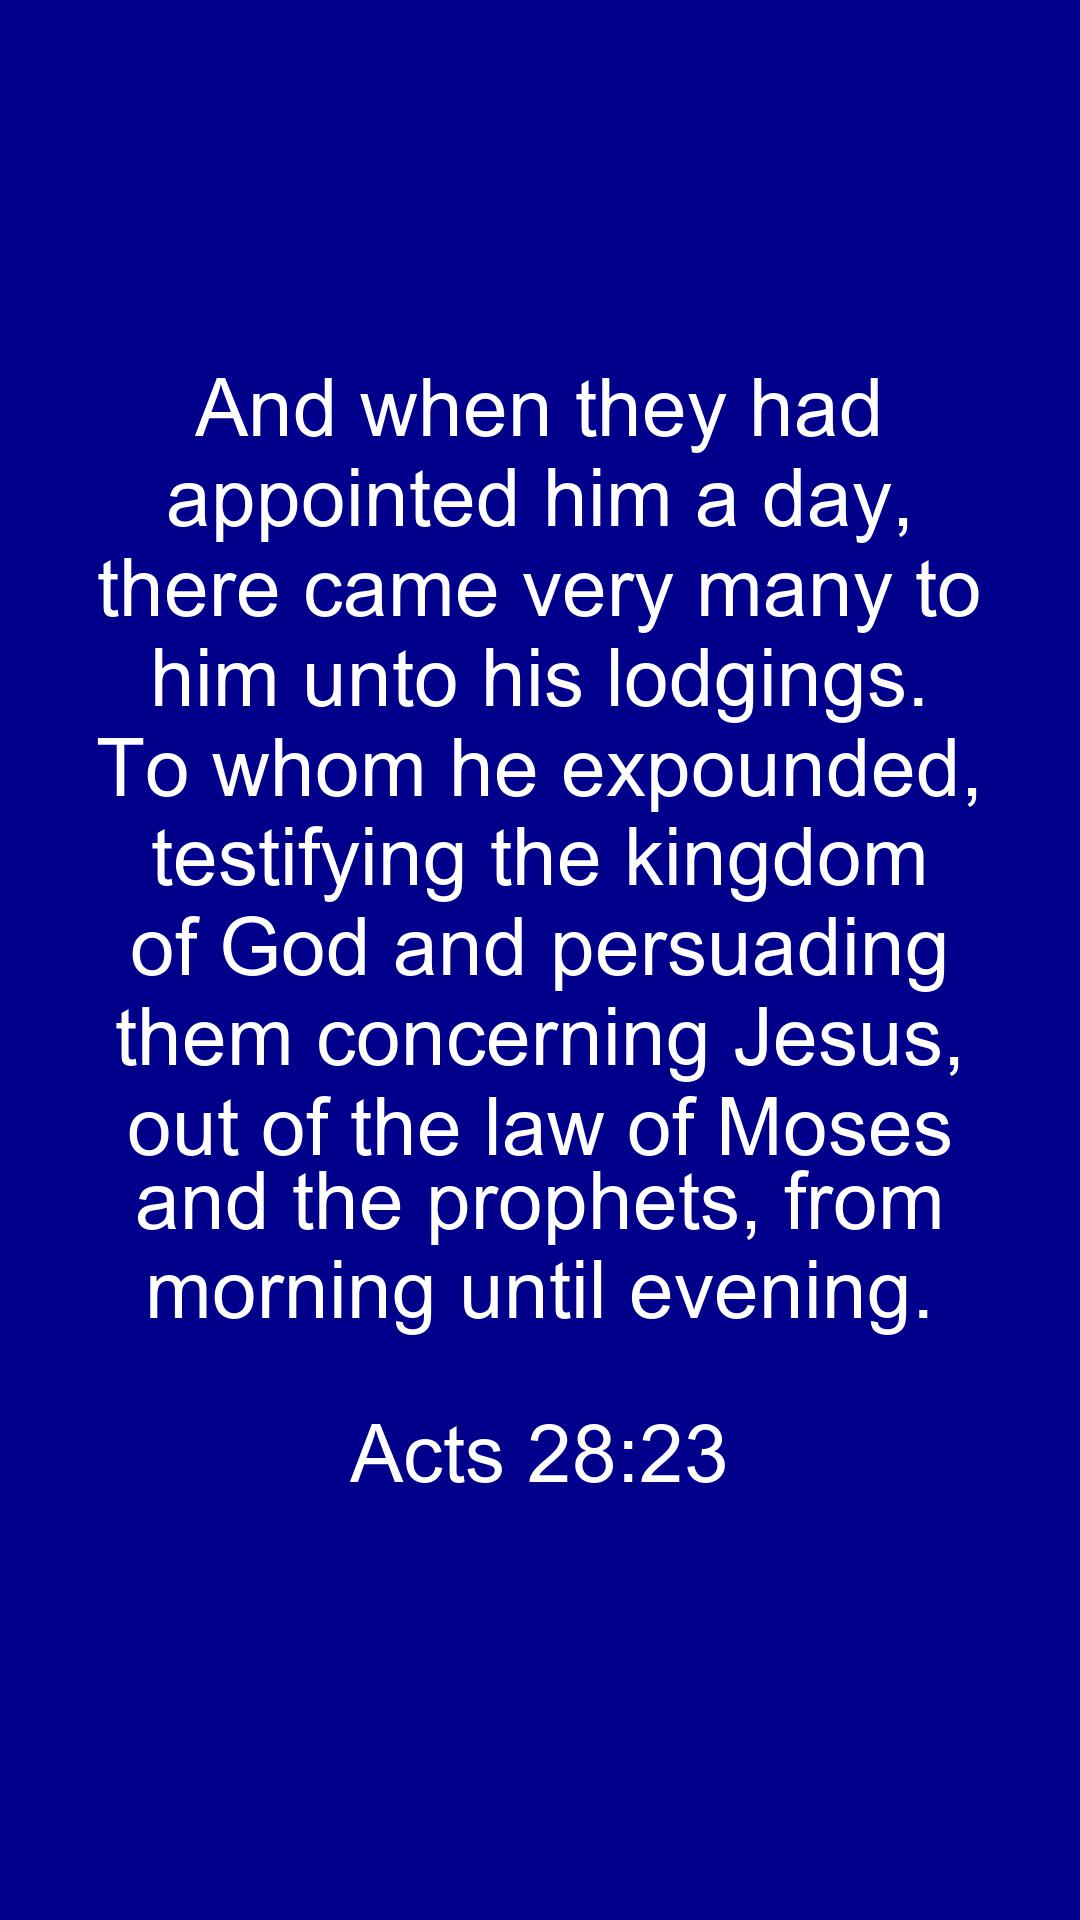 And when they had
appointed him a day,
there came very many to
him unto his lodgings.
To whom he expounded,
testifying the kingdom
of God and persuading
them concerning Jesus,
out of the law of Moses
and the prophets, from
morning until evening.
Acts 28:23